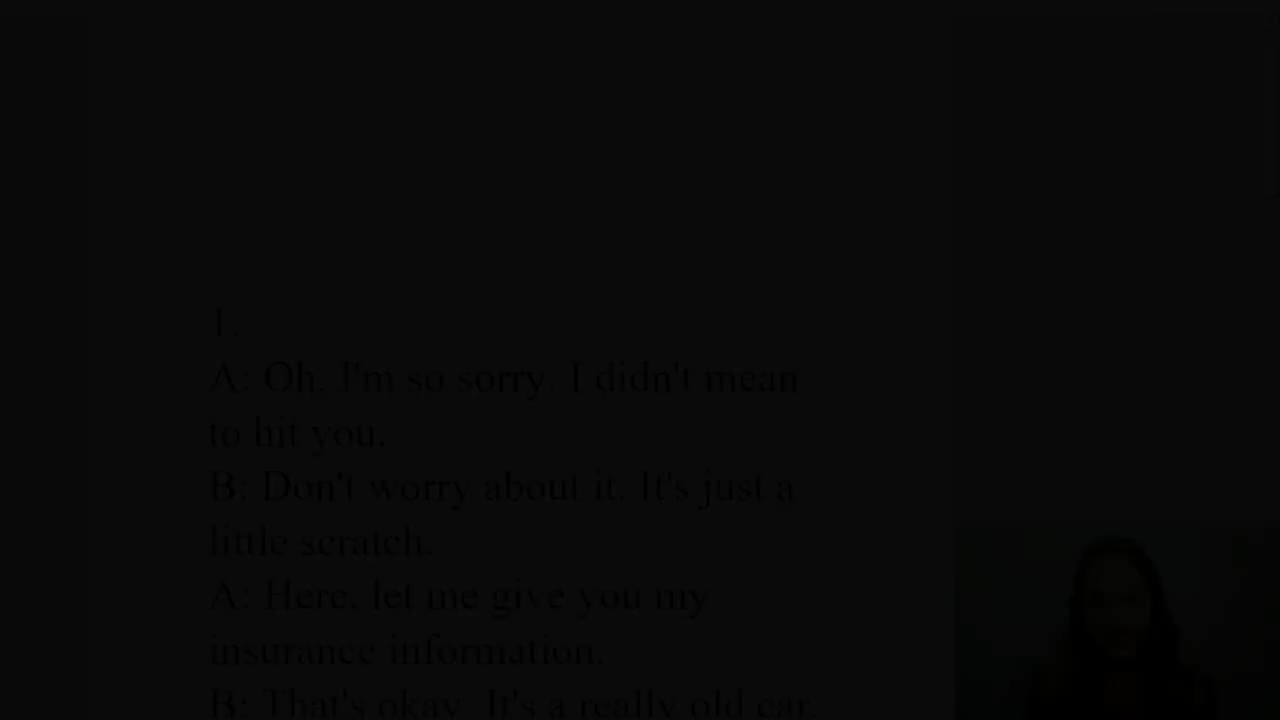 1.
A: Oh, I'm so sorry. I didn't mean
to hit you.
B: Don't worry about it. It's just a
little scratch.
A: Here, let me give you my
insurance information.
B: That's okay. It's a really old car.